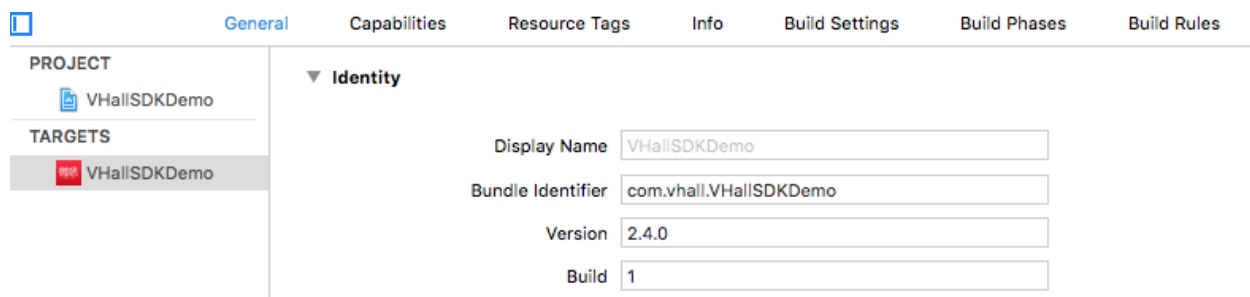 General Capabilities Resource Tags Info Build Settings Build Phases Build Rules
PROJECT
VHallSDKDemo
TARGETS
VHallSDKDemo
Identity
Display Name VHallSDKDemo
Bundle Identifier com.vhall.VHallSDKDemo
Version 2.4.0
Build 1